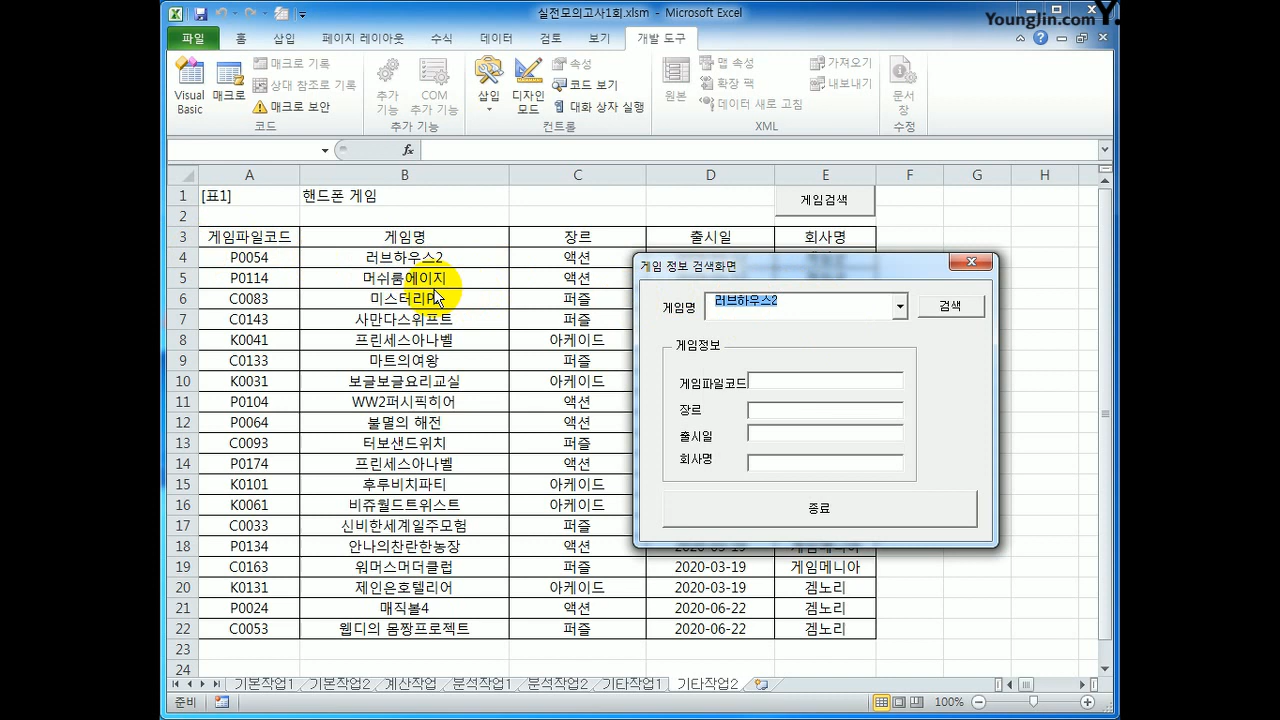 실전모의고사1회.xlsm - Microsoft Excel
YoungJin.com Y.
파일 홈 삽입 페이지 레이아웃 수식 데이터 검토 보기 개발 도구
Visual Basic
매크로
매크로 기록
상대 참조로 기록
매크로 보안
코드
추가 기능
COM 추가 기능
추가 기능
삽입
디자인 모드
속성
코드 보기
대화 상자 실행
컨트롤
원본
맵 속성
확장 팩
데이터 새로 고침
가져오기
내보내기
XML
문서 창
수정
fx
A B C D E F G H
1 [표1] 핸드폰 게임 게임검색
2
3 게임파일코드 게임명 장르 출시일 회사명
4 P0054 러브하우스2 액션
5 P0114 머쉬룸에이지 액션
6 C0083 미스터리P 퍼즐
7 C0143 사만다스위프트 퍼즐
8 K0041 프린세스아나벨 아케이드
9 C0133 마트의여왕 퍼즐
10 K0031 보글보글요리교실 아케이드
11 P0104 WW2퍼시픽히어 액션
12 P0064 불멸의 해전 액션
13 C0093 터보샌드위치 퍼즐
14 P0174 프린세스아나벨 액션
15 K0101 후루비치파티 아케이드
16 K0061 비쥬월드트위스트 아케이드
17 C0033 신비한세계일주모험 퍼즐
18 P0134 안나의찬란한농장 액션 2020-03-19 게임매니아
19 C0163 워머스머더클럽 퍼즐 2020-03-19 게임메니아
20 K0131 제인은호텔리어 아케이드 2020-03-19 겜노리
21 P0024 매직볼4 액션 2020-06-22 겜노리
22 C0053 웹디의 몸짱프로젝트 퍼즐 2020-06-22 겜노리
23
24
게임 정보 검색화면
게임명 러브하우스2 검색
게임정보
게임파일코드
장르
출시일
회사명
종료
기본작업1 기본작업2 계산작업 분석작업1 분석작업2 기타작업1 기타작업2
준비 100%